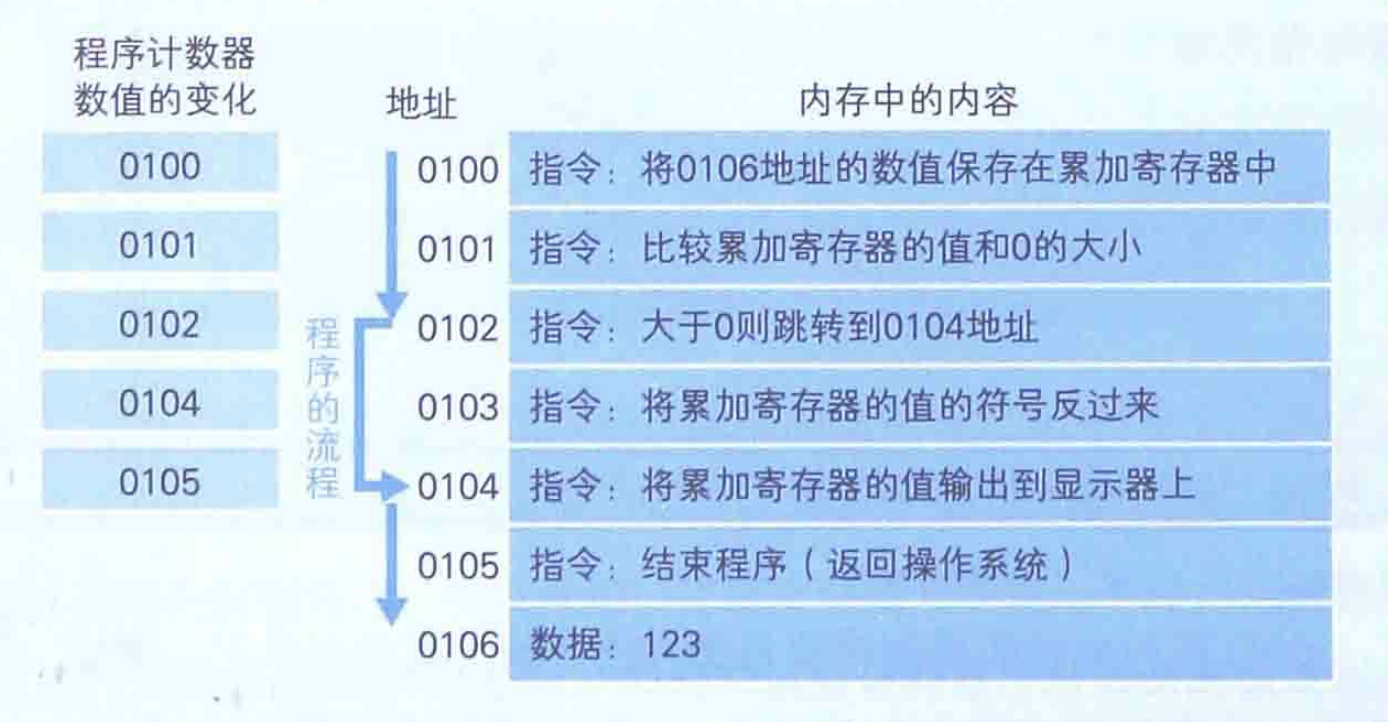 程序计数器
数值的变化
地址
内存中的内容
0100
0101
0102
0104
0105
程序的流程
0100 指令：将0106地址的数值保存在累加寄存器中
0101 指令：比较累加寄存器的值和0的大小
0102 指令：大于0则跳转到0104地址
0103 指令：将累加寄存器的值的符号反过来
0104 指令：将累加寄存器的值输出到显示器上
0105 指令：结束程序（返回操作系统）
0106 数据：123